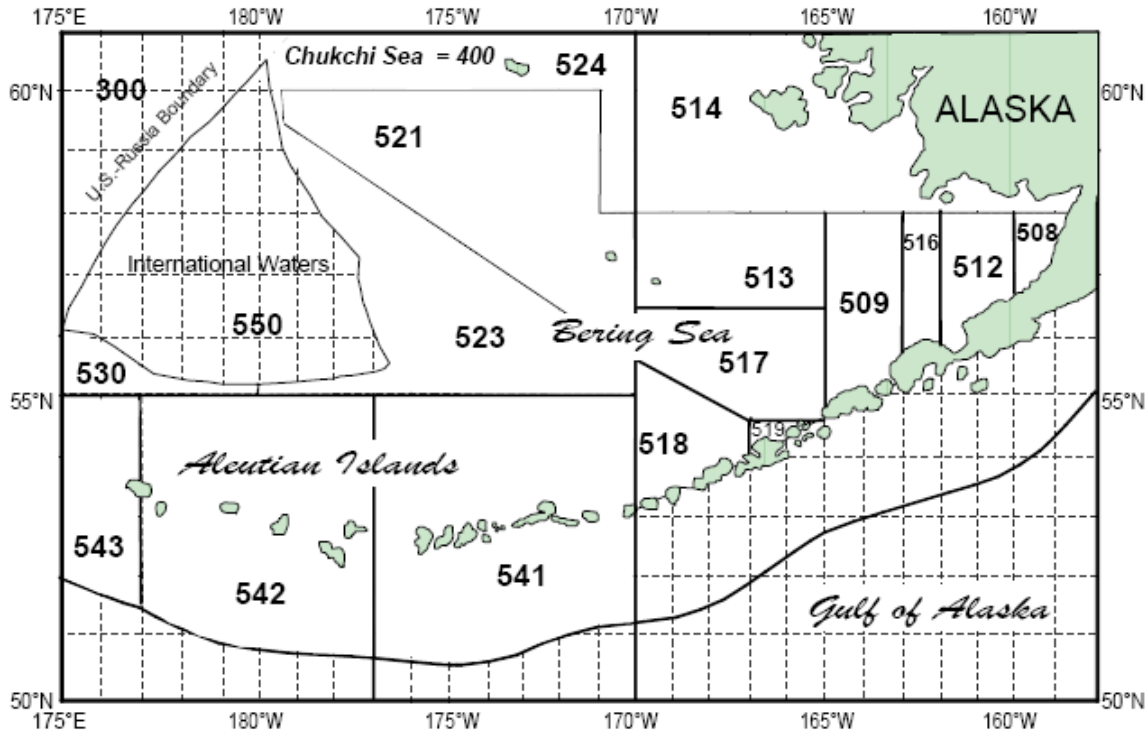 175°E 180°W 175°W 170°W 165°W 160°W
Chukchi Sea = 400
524
60°N
300
514
60°N
ALASKA
521
U.S.-Russia Boundary
516
508
International Waters
513
512
509
550
523
Bering Sea
517
530
55°N
55°N
519
518
Aleutian Islands
543
541
542
Gulf of Alaska
50°N
50°N
175°E 180°W 175°W 170°W 165°W 160°W